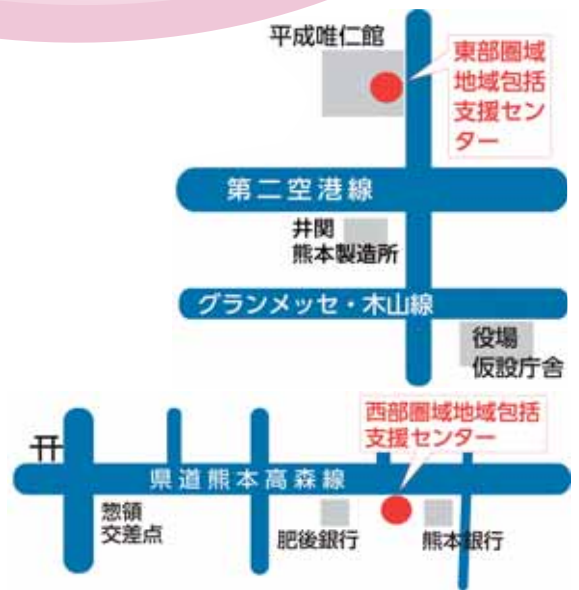 平成唯仁館
東部圏域
地域包括
支援セン
ター
第二空港線
井関
熊本製造所
グランメッセ・木山線
役場
仮設庁舎
西部圏域地域包括
支援センター
県道熊本高森線
惣領
交差点
肥後銀行
熊本銀行